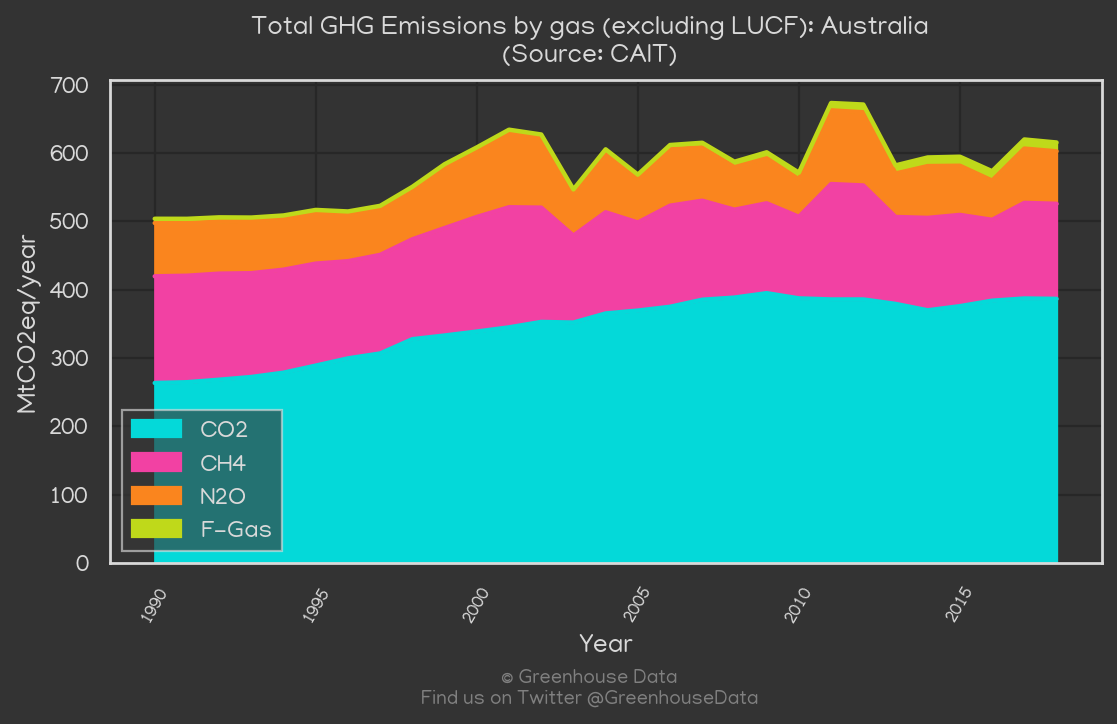 Total GHG Emissions by gas (excluding LUCF): Australia
(Source: CAIT)
700
600
500
400
300
200
100
0
MtCO2eq/year
CO2
CH4
N2O
F-Gas
1990
1995
2000
2005
2010
2015
Year
© Greenhouse Data
Find us on Twitter @GreenhouseData